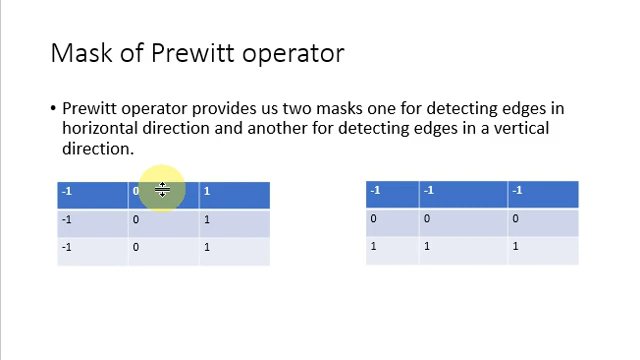 Mask of Prewitt operator
• Prewitt operator provides us two masks one for detecting edges in
horizontal direction and another for detecting edges in a vertical
direction.
-1 0 1
-1 0 1
-1 0 1
-1 -1 -1
0 0 0
1 1 1